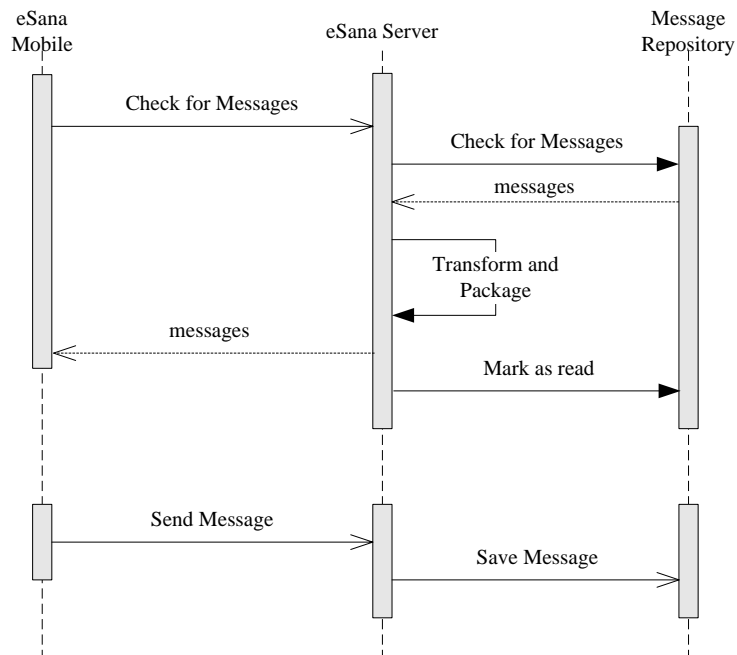 eSana
Mobile
eSana Server
Message
Repository
Check for Messages
Check for Messages
messages
Transform and
Package
messages
Mark as read
Send Message
Save Message